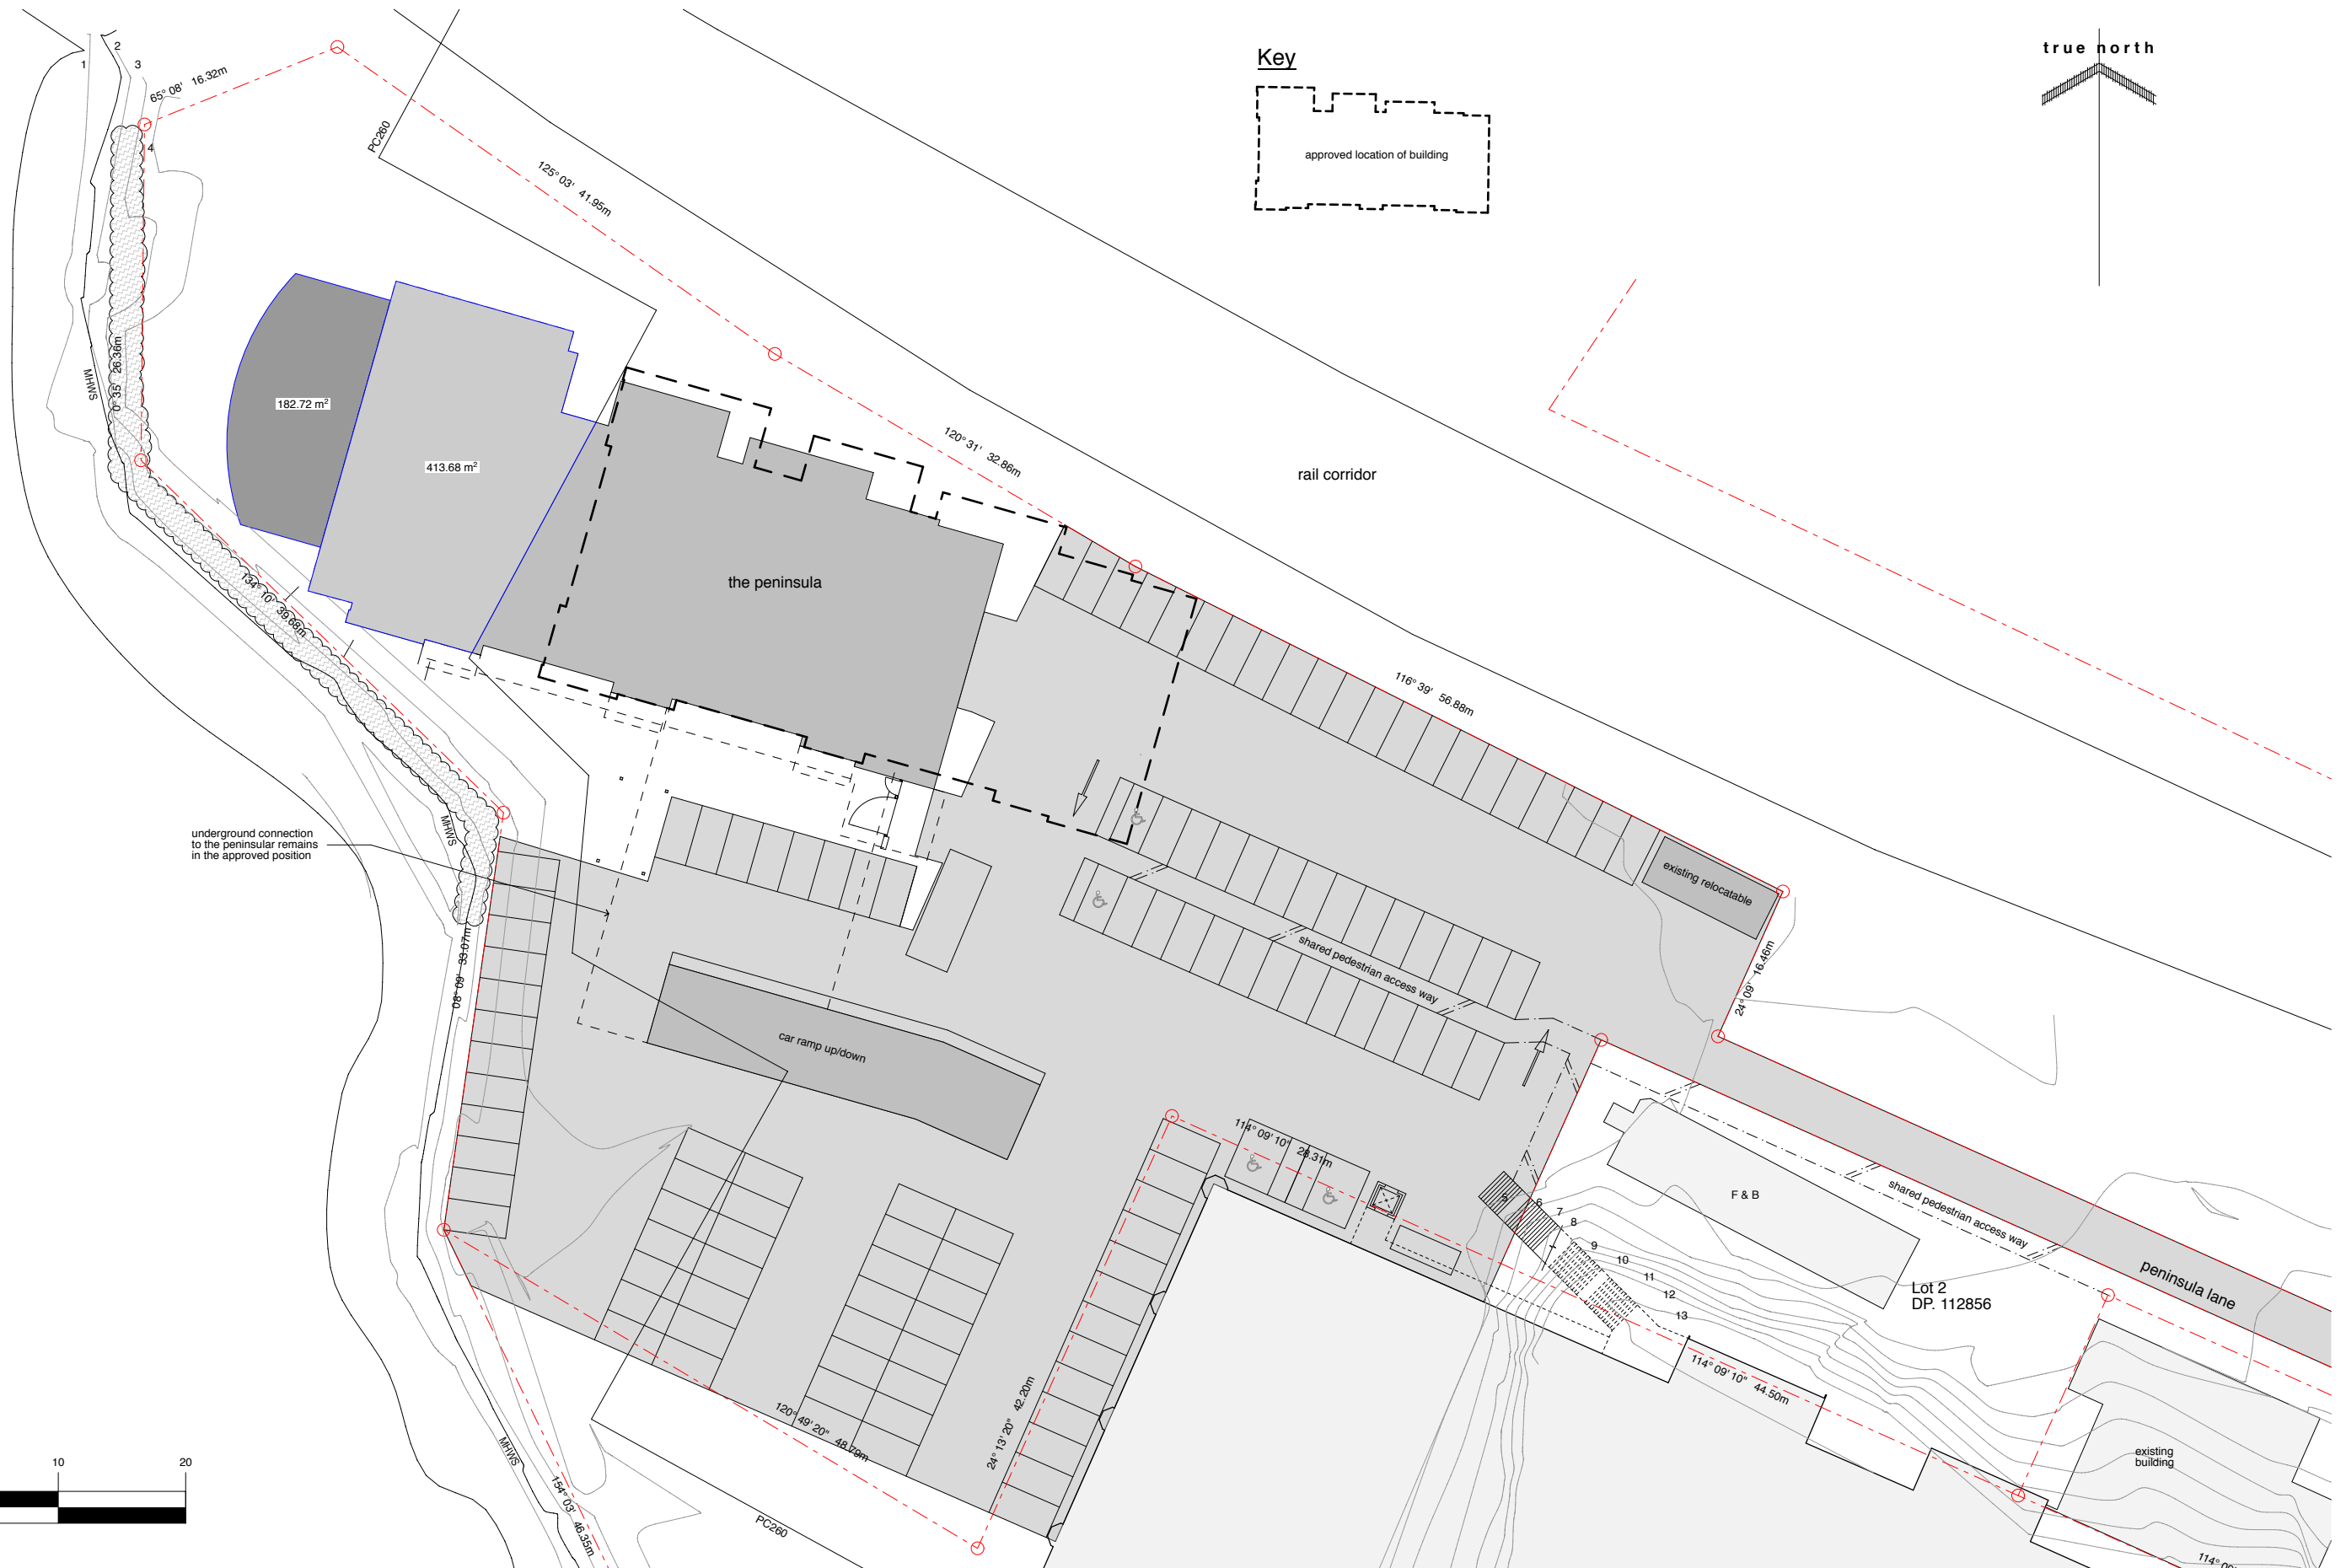 true north
Key
approved location of building
1
2
3
4
65° 08' 16.32m
PC260
125° 03' 41.95m
0° 35' 26.36m
MHWS
182.72 m²
413.68 m²
120° 31' 32.86m
rail corridor
the peninsula
134° 10' 39.68m
116° 39' 56.88m
MHWS
underground connection
to the peninsular remains
in the approved position
existing relocatable
shared pedestrian access way
08° 09' 33.07m
24° 09' 16.46m
car ramp up/down
114° 09' 10" 28.31m
F & B
5
6
7
8
9
10
11
12
13
shared pedestrian access way
peninsula lane
Lot 2
DP. 112856
114° 09' 10" 44.50m
24° 13' 20" 42.20m
120° 49' 20" 48.79m
existing
building
MHWS
154° 03' 46.35m
PC260
10
20